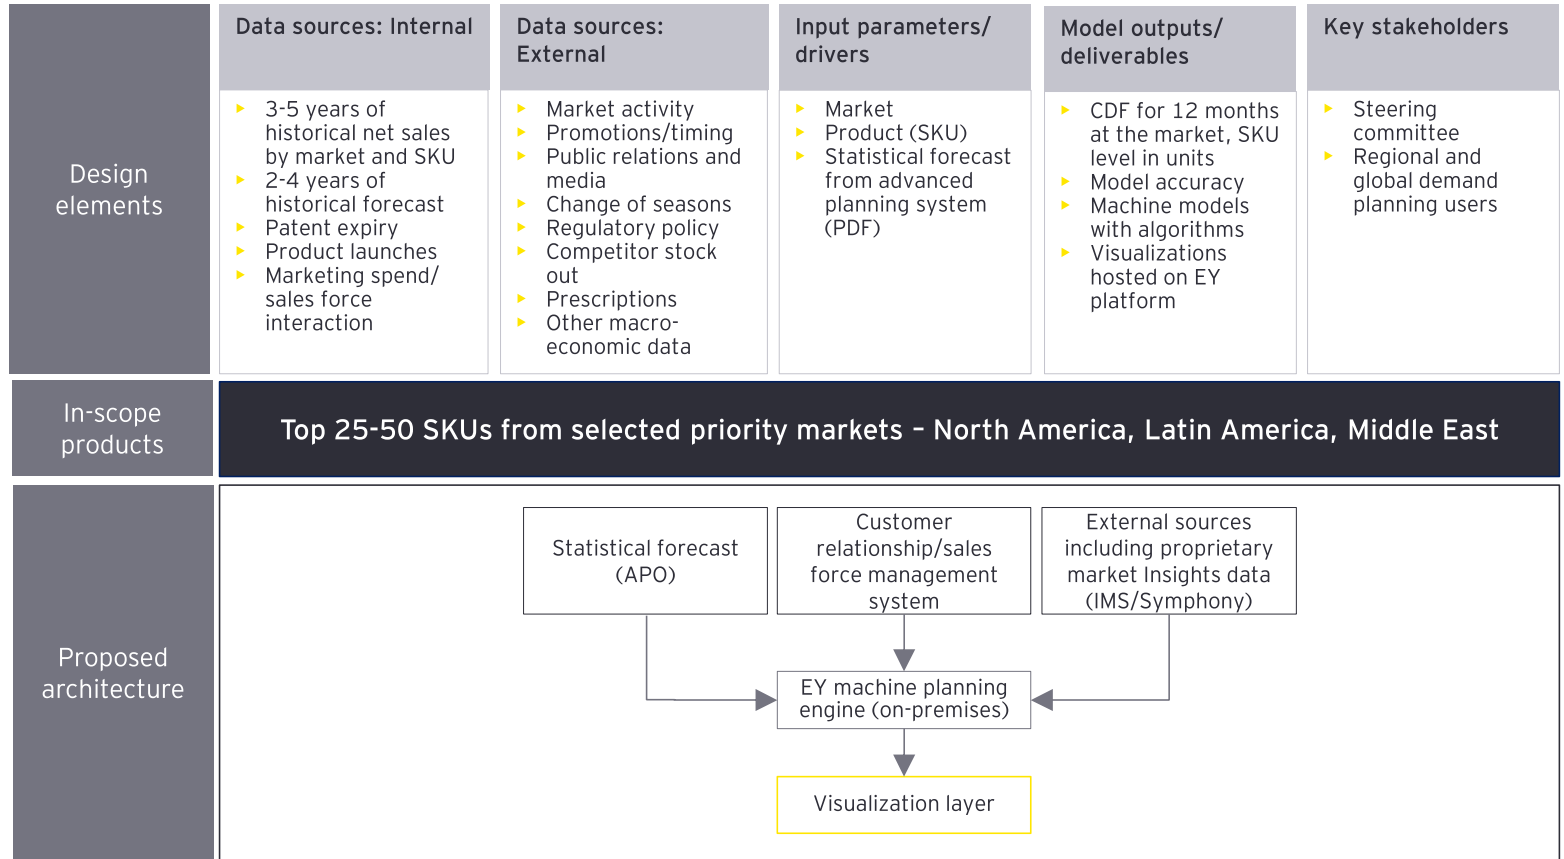 Design
elements
Data sources: Internal
3-5 years of
historical net sales
by market and SKU
2-4 years of
historical forecast
Patent expiry
Product launches
Marketing spend/
sales force
interaction
Data sources:
External
Market activity
Promotions/timing
Public relations and
media
Change of seasons
Regulatory policy
Competitor stock
out
Prescriptions
Other macro-
economic data
Input parameters/
drivers
Market
Product (SKU)
Statistical forecast
from advanced
planning system
(PDF)
Model outputs/
deliverables
CDF for 12 months
at the market, SKU
level in units
Model accuracy
Machine models
with algorithms
Visualizations
hosted on EY
platform
Key stakeholders
Steering
committee
Regional and
global demand
planning users
In-scope
products
Top 25-50 SKUs from selected priority markets – North America, Latin America, Middle East
Proposed
architecture
Statistical forecast
(APO)
Customer
relationship/sales
force management
system
External sources
including proprietary
market Insights data
(IMS/Symphony)
EY machine planning
engine (on-premises)
Visualization layer